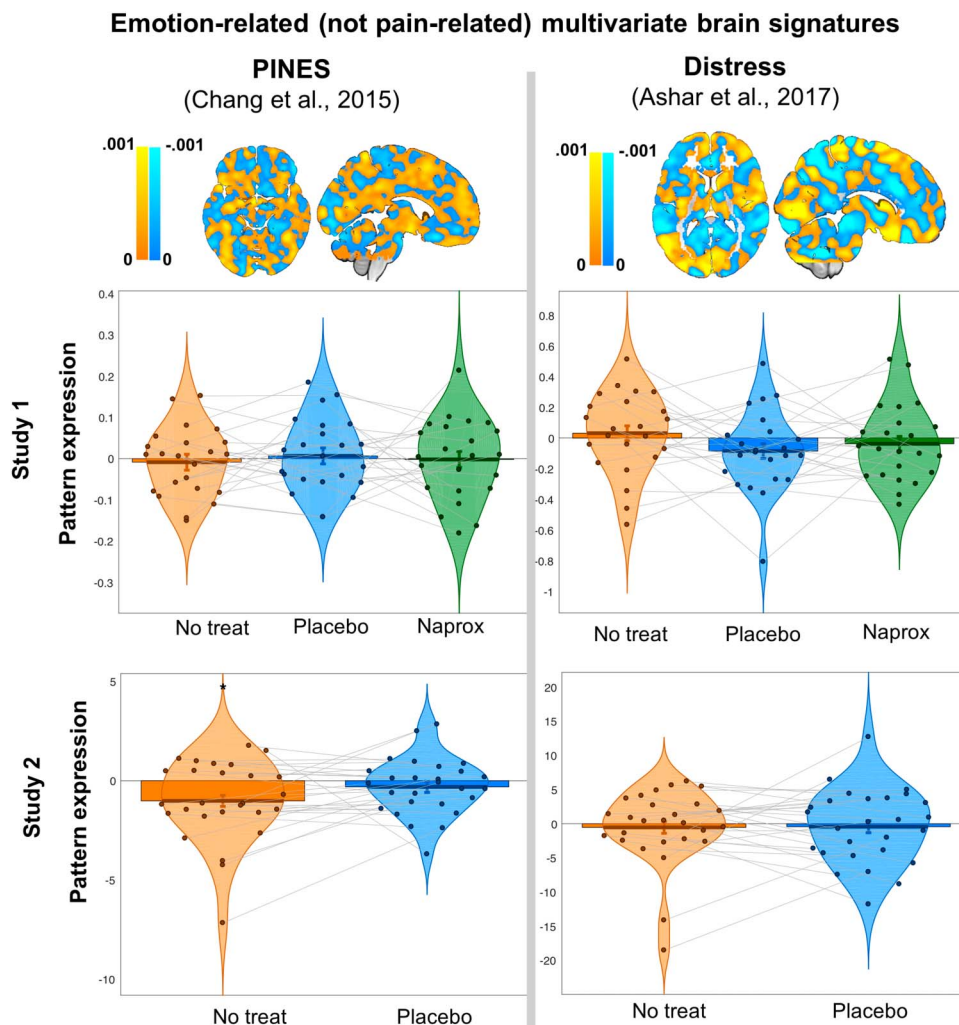 Emotion-related (not pain-related) multivariate brain signatures
PINES
(Chang et al., 2015)
Distress
(Ashar et al., 2017)
.001 -.001
0 0
.001 -.001
0 0
Study 1
Pattern expression
0.4
0.3
0.2
0.1
0
-0.1
-0.2
-0.3
No treat Placebo Naprox
0.8
0.6
0.4
0.2
0
-0.2
-0.4
-0.6
-0.8
-1
No treat Placebo Naprox
Study 2
Pattern expression
5
0
-5
-10
*
No treat Placebo
20
15
10
5
0
-5
-10
-15
-20
No treat Placebo